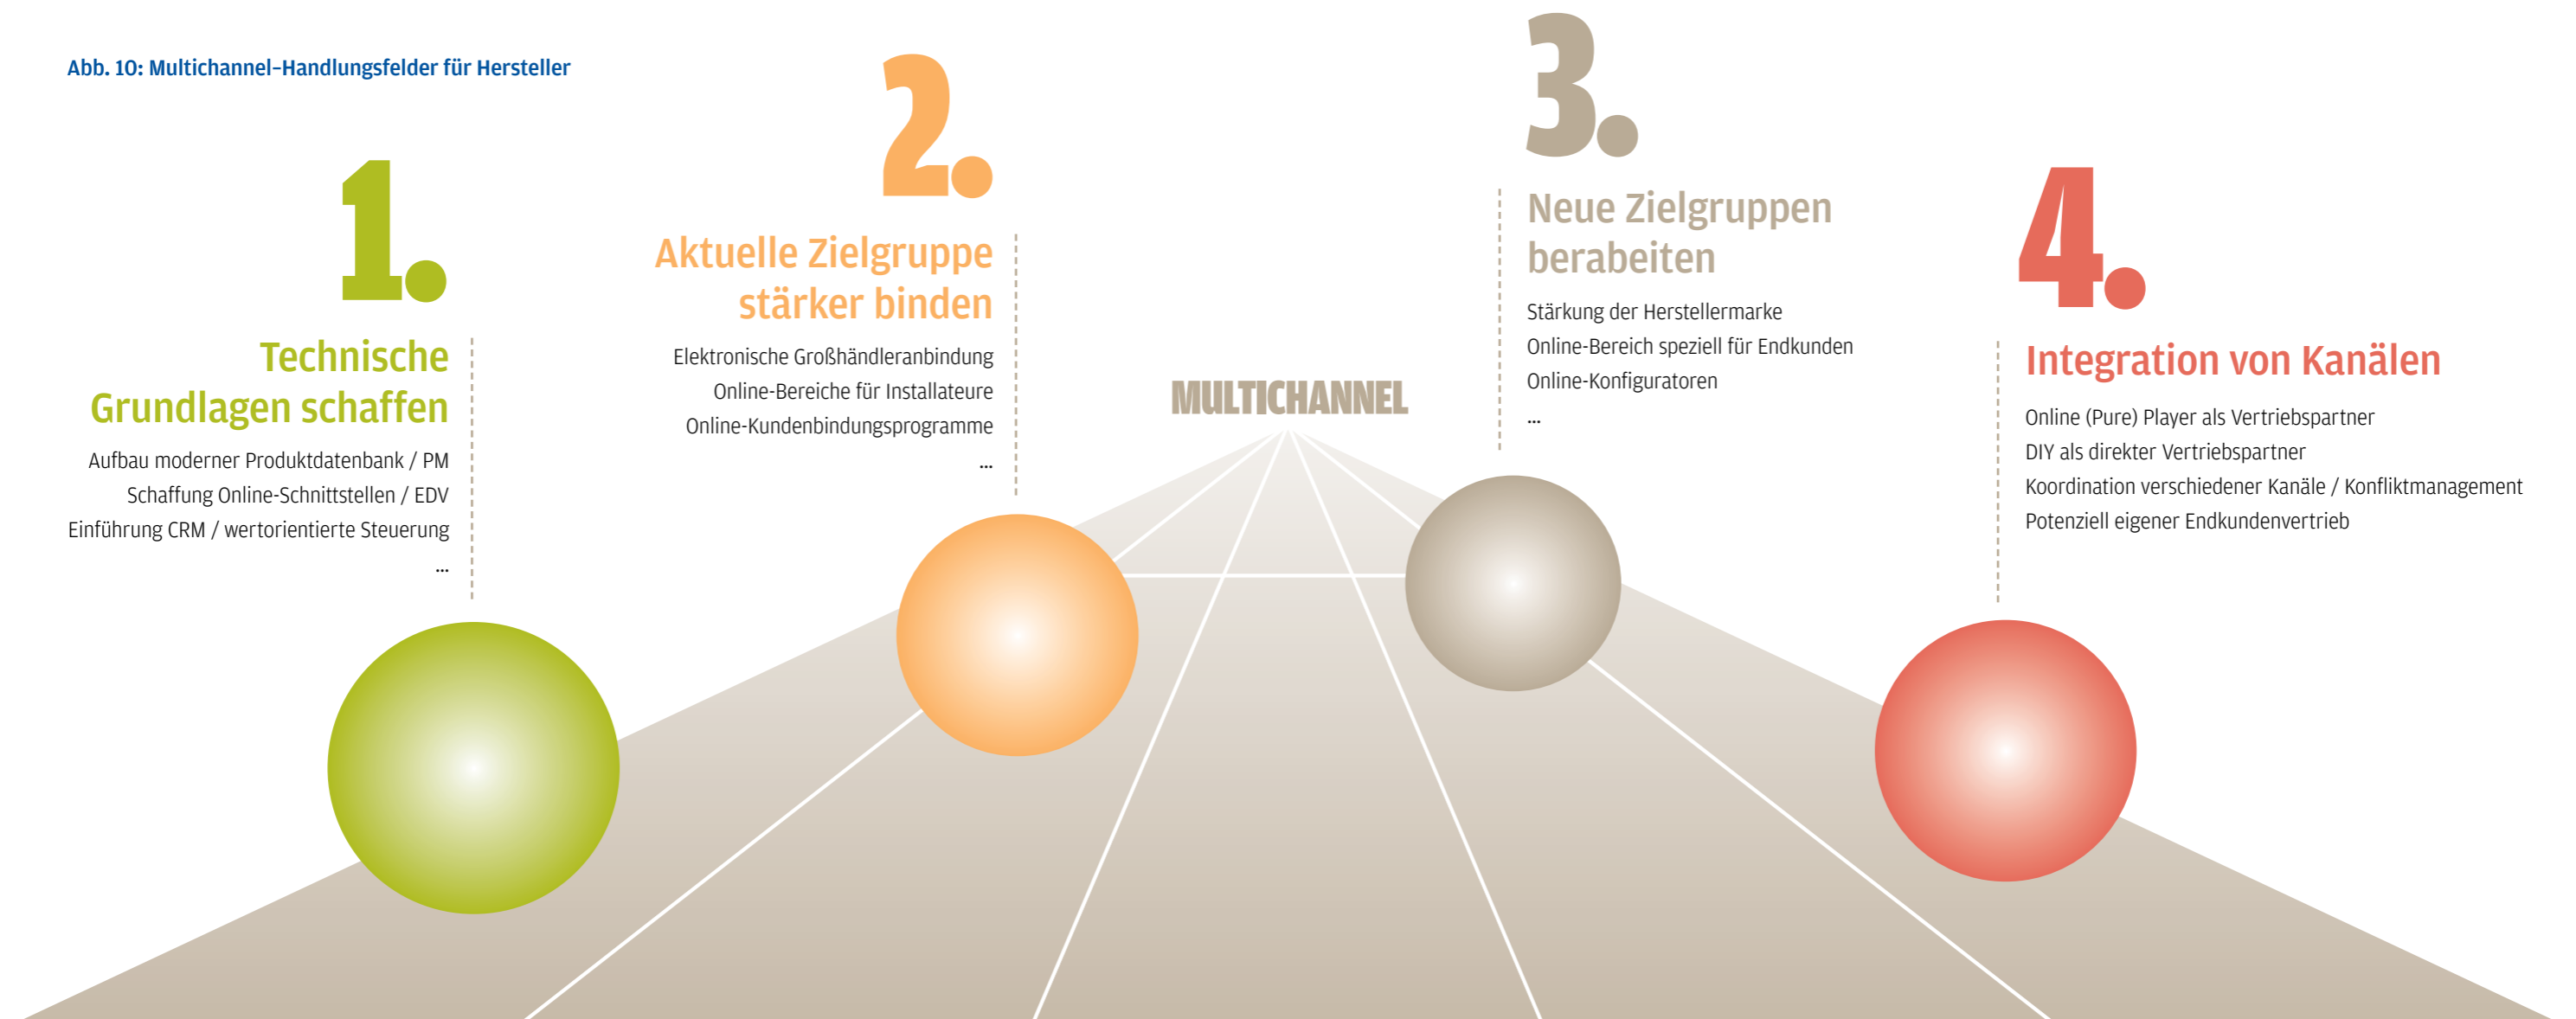 Abb. 10: Multichannel-Handlungsfelder für Hersteller
1.
Technische
Grundlagen schaffen
Aufbau moderner Produktdatenbank / PM
Schaffung Online-Schnittstellen / EDV
Einführung CRM / wertorientierte Steuerung
...
2.
Aktuelle Zielgruppe
stärker binden
Elektronische Großhändleranbindung
Online-Bereiche für Installateure
Online-Kundenbindungsprogramme
...
MULTICHANNEL
3.
Neue Zielgruppen
berabeiten
Stärkung der Herstellermarke
Online-Bereich speziell für Endkunden
Online-Konfiguratoren
...
4.
Integration von Kanälen
Online (Pure) Player als Vertriebspartner
DIY als direkter Vertriebspartner
Koordination verschiedener Kanäle / Konfliktmanagement
Potenziell eigener Endkundenvertrieb